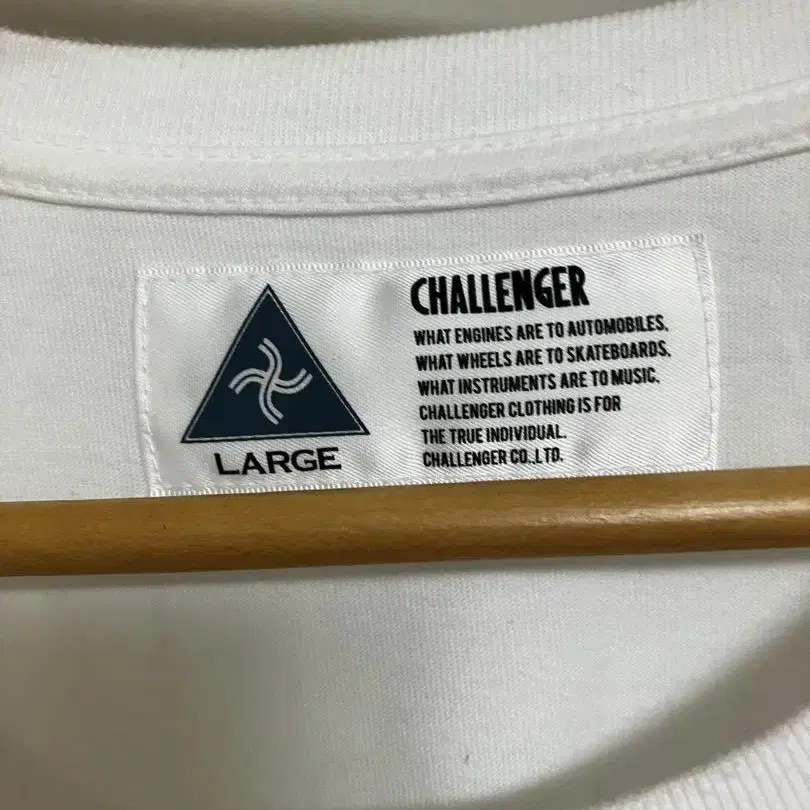 LARGE
CHALLENGER
WHAT ENGINES ARE TO AUTOMOBILES.
WHAT WHEELS ARE TO SKATEBOARDS.
WHAT INSTRUMENTS ARE TO MUSIC.
CHALLENGER CLOTHING IS FOR
THE TRUE INDIVIDUAL.
CHALLENGER CO.,LTD.